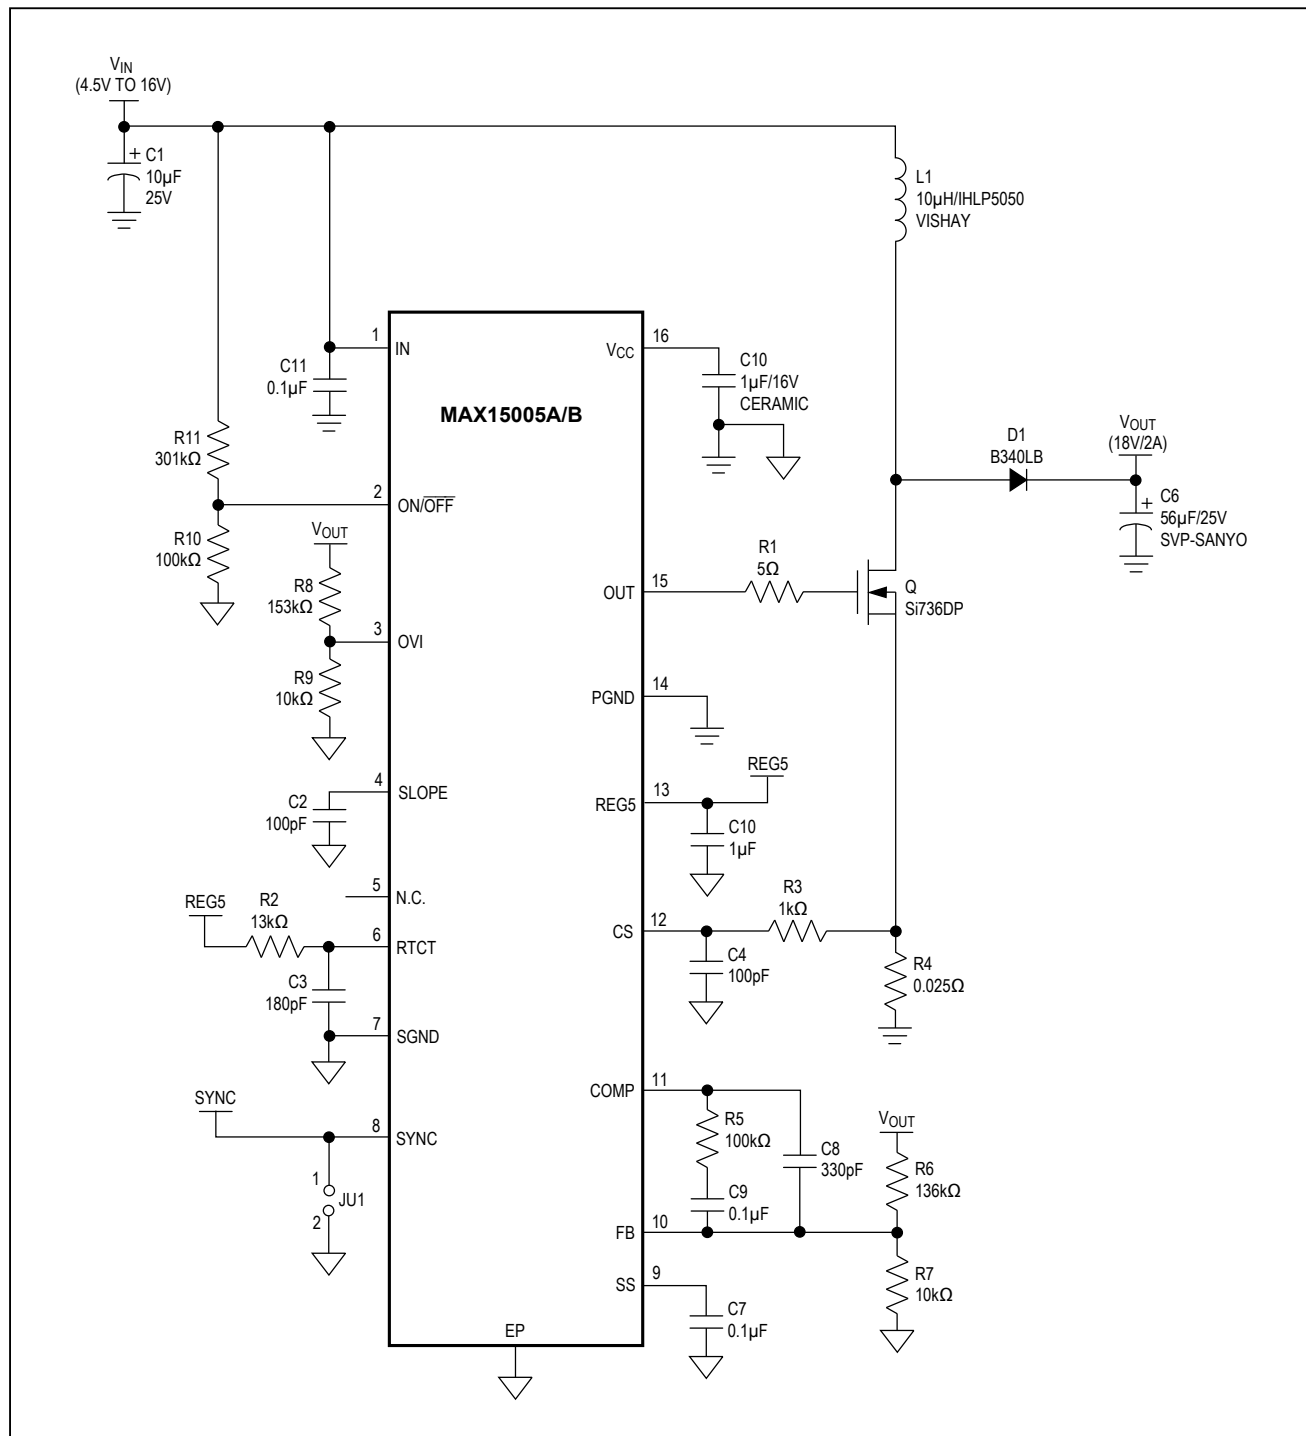 VIN
(4.5V TO 16V)
+ C1
10µF
25V
L1
10µH/IHLP5050
VISHAY
1
IN
C11
0.1µF
MAX15005A/B
16
VCC
C10
1µF/16V
CERAMIC
R11
301kΩ
2
ON/OFF
R10
100kΩ
D1
B340LB
VOUT
(18V/2A)
+ C6
56µF/25V
SVP-SANYO
VOUT
R8
153kΩ
3
OVI
R9
10kΩ
OUT
15
R1
5Ω
Q
Si736DP
PGND
14
4
SLOPE
C2
100pF
REG5
13
REG5
C10
1µF
5
N.C.
REG5
R2
13kΩ
6
RTCT
C3
180pF
7
SGND
CS
12
R3
1kΩ
C4
100pF
R4
0.025Ω
SYNC
8
SYNC
1
JU1
2
COMP
11
R5
100kΩ
C8
330pF
C9
0.1µF
VOUT
R6
136kΩ
FB
10
R7
10kΩ
SS
9
C7
0.1µF
EP